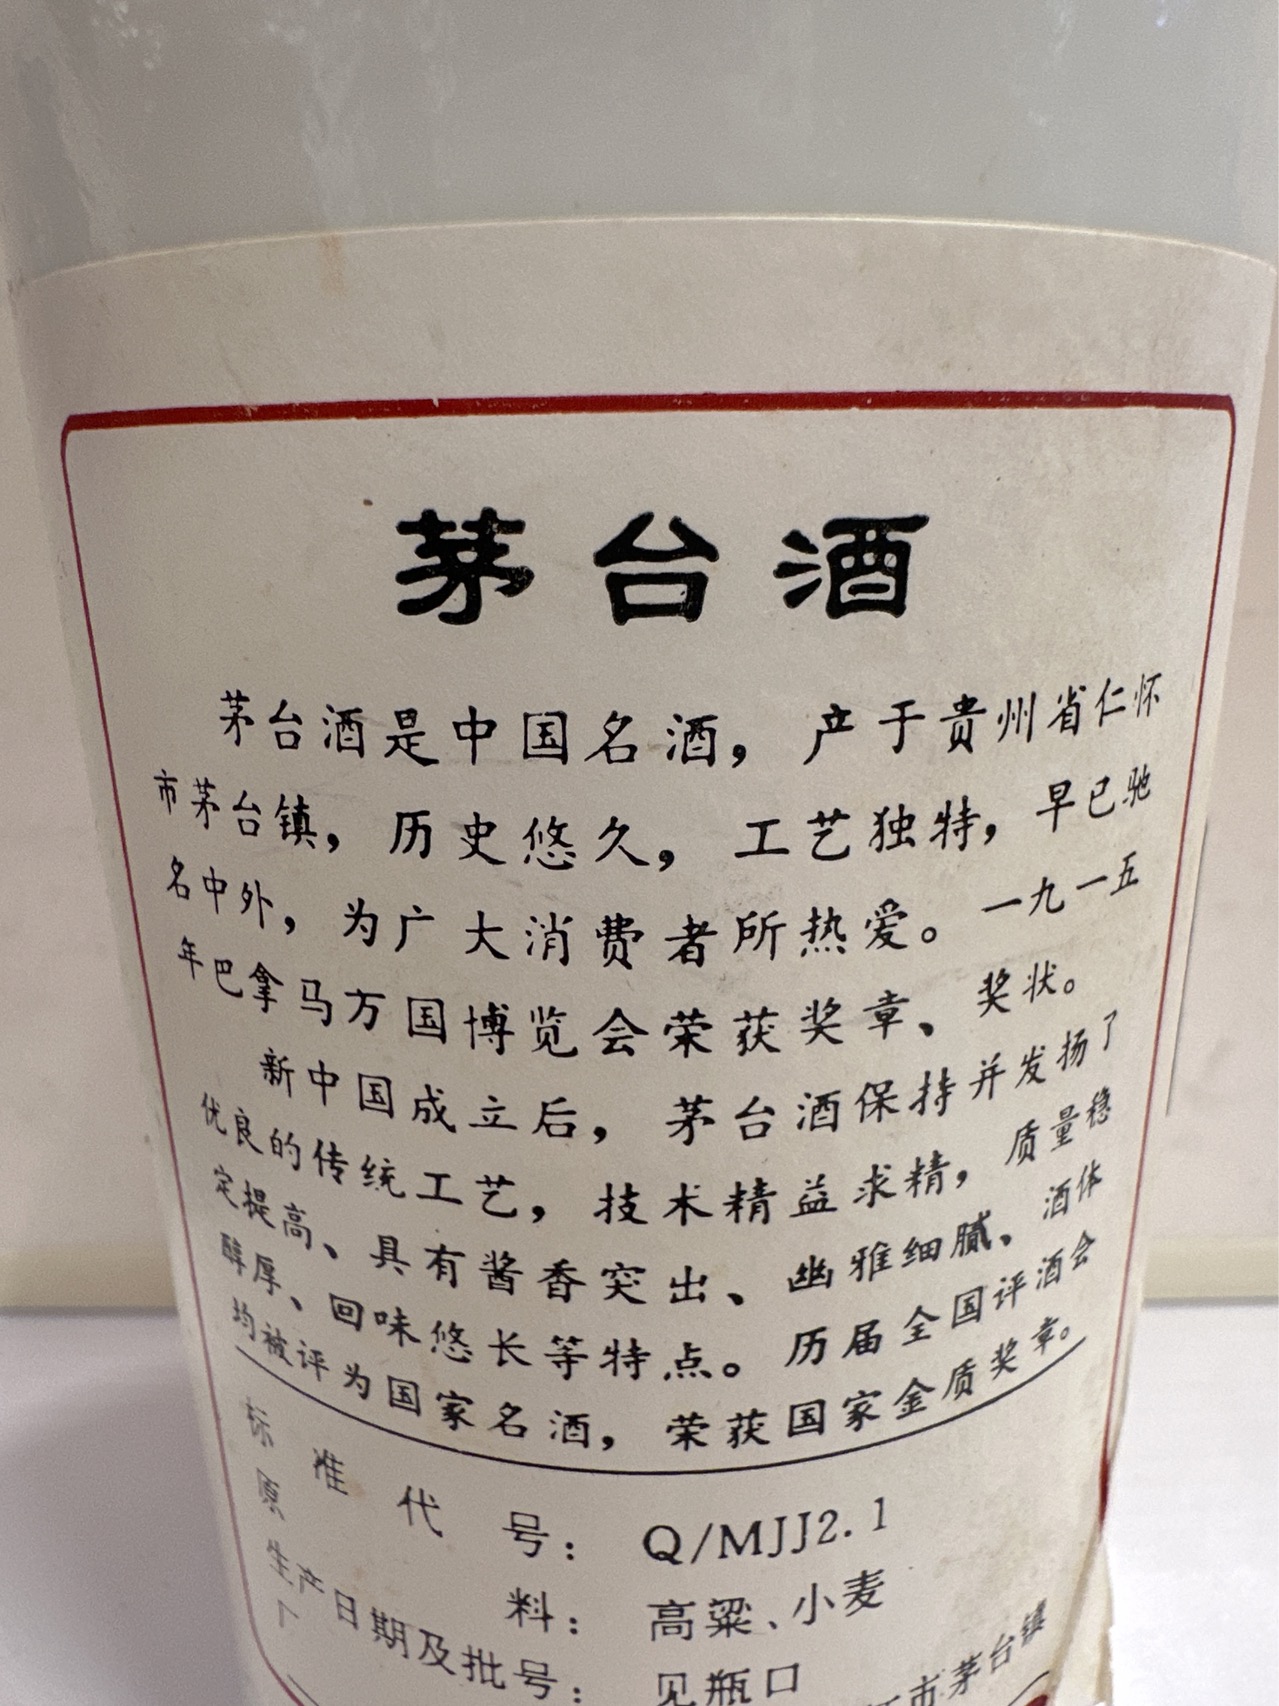 茅台酒
茅台酒是中国名酒，产于贵州省仁怀
市茅台镇，历史悠久，工艺独特，早已驰
名中外，为广大消费者所热爱。一九一五
年巴拿马万国博览会荣获奖章、奖状。
新中国成立后，茅台酒保持并发扬了
优良的传统工艺，技术精益求精，质量稳
定提高、具有酱香突出、幽雅细腻、酒体
醇厚、回味悠长等特点。历届全国评酒会
均被评为国家名酒，荣获国家金质奖章。
标准代号：Q/MJJ2.1
原料：高粱、小麦
生产日期及批号：见瓶口
市茅台镇